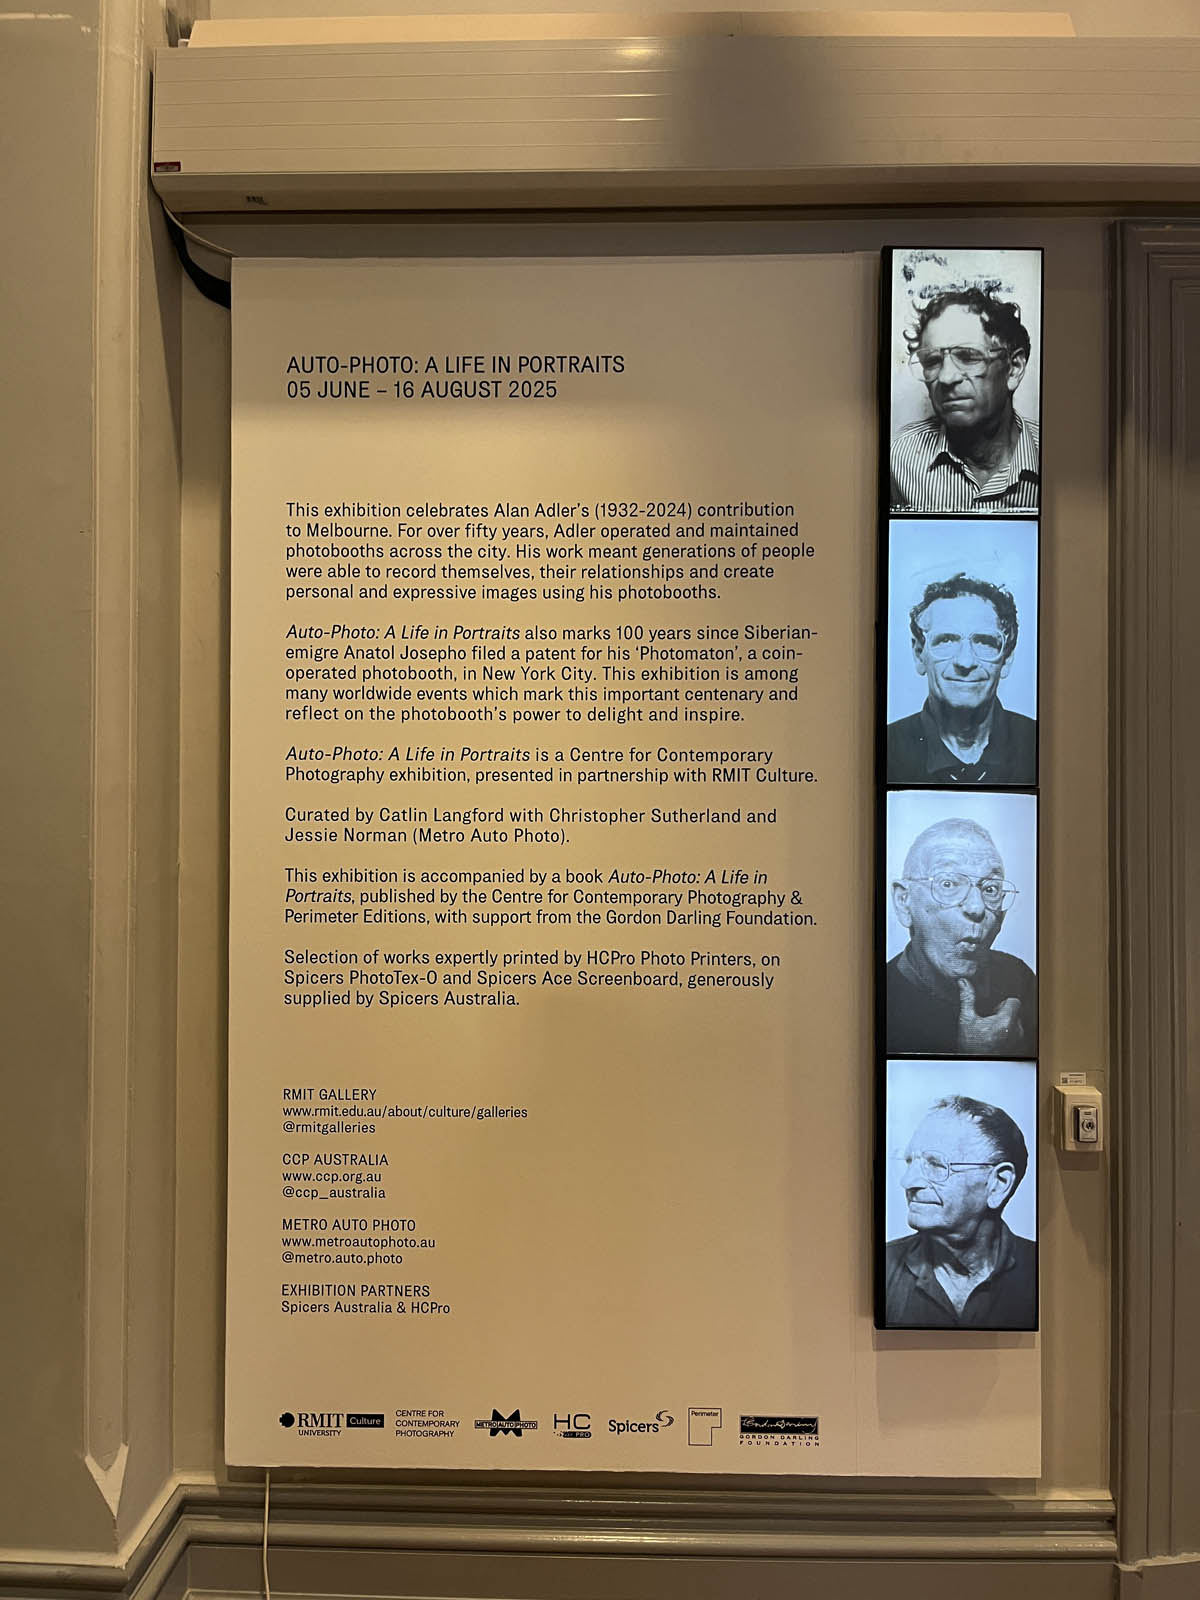 AUTO-PHOTO: A LIFE IN PORTRAITS
05 JUNE – 16 AUGUST 2025
This exhibition celebrates Alan Adler's (1932-2024) contribution
to Melbourne. For over fifty years, Adler operated and maintained
photobooths across the city. His work meant generations of people
were able to record themselves, their relationships and create
personal and expressive images using his photobooths.
Auto-Photo: A Life in Portraits also marks 100 years since Siberian-
emigre Anatol Josepho filed a patent for his 'Photomaton', a coin-
operated photobooth, in New York City. This exhibition is among
many worldwide events which mark this important centenary and
reflect on the photobooth's power to delight and inspire.
Auto-Photo: A Life in Portraits is a Centre for Contemporary
Photography exhibition, presented in partnership with RMIT Culture.
Curated by Catlin Langford with Christopher Sutherland and
Jessie Norman (Metro Auto Photo).
This exhibition is accompanied by a book Auto-Photo: A Life in
Portraits, published by the Centre for Contemporary Photography &
Perimeter Editions, with support from the Gordon Darling Foundation.
Selection of works expertly printed by HCPro Photo Printers, on
Spicers PhotoTex-O and Spicers Ace Screenboard, generously
supplied by Spicers Australia.
RMIT GALLERY
www.rmit.edu.au/about/culture/galleries
@rmitgalleries
CCP AUSTRALIA
www.ccp.org.au
@ccp_australia
METRO AUTO PHOTO
www.metroautophoto.au
@metro.auto.photo
EXHIBITION PARTNERS
Spicers Australia & HCPro
RMIT UNIVERSITY Culture
CENTRE FOR
CONTEMPORARY
PHOTOGRAPHY
METRO AUTO PHOTO
HC PRO
Spicers
Perimeter
GORDON DARLING
FOUNDATION